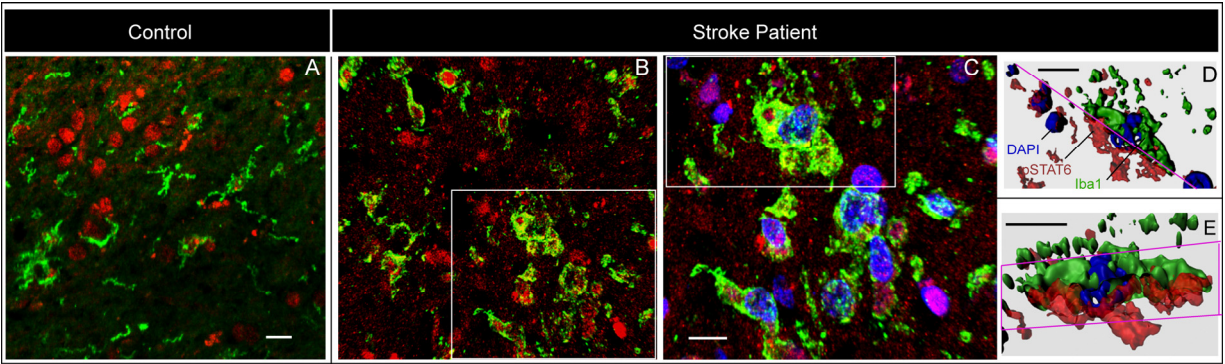 Control
Stroke Patient
A
B
C
D
DAPI
pSTAT6
Iba1
E